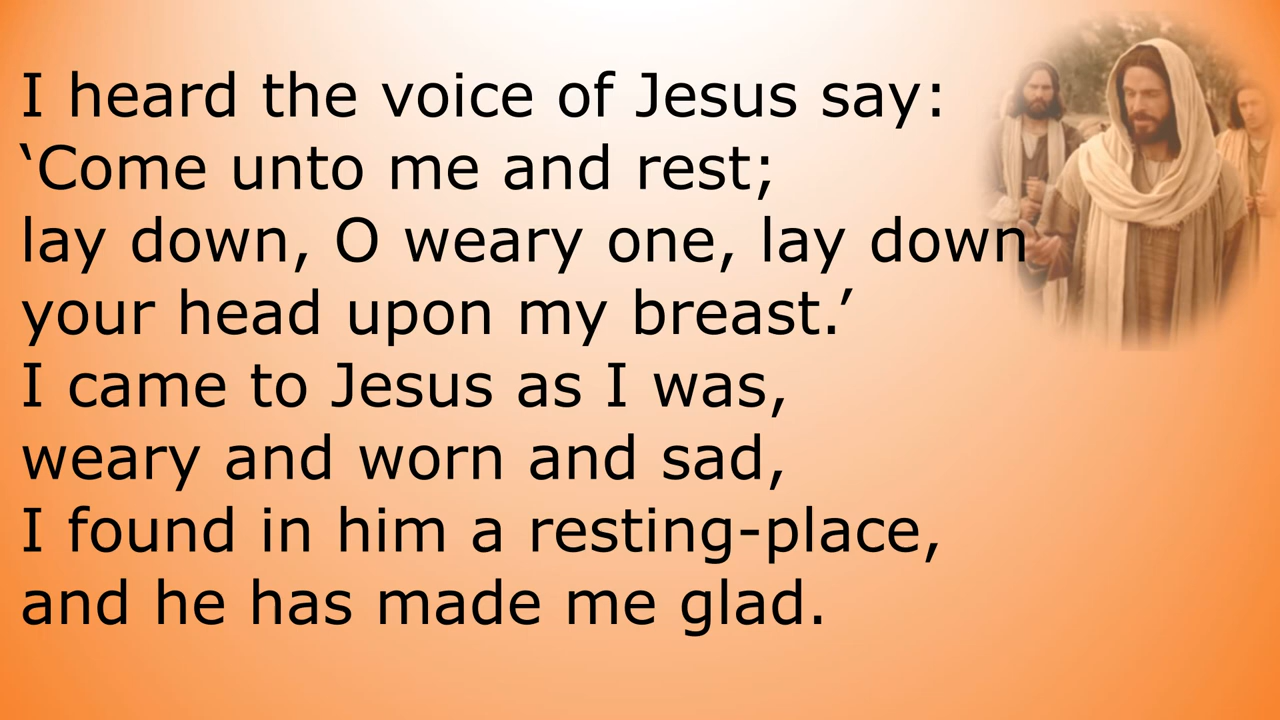 I heard the voice of Jesus say:
‘Come unto me and rest;
lay down, O weary one, lay down
your head upon my breast.’
I came to Jesus as I was,
weary and worn and sad,
I found in him a resting-place,
and he has made me glad.